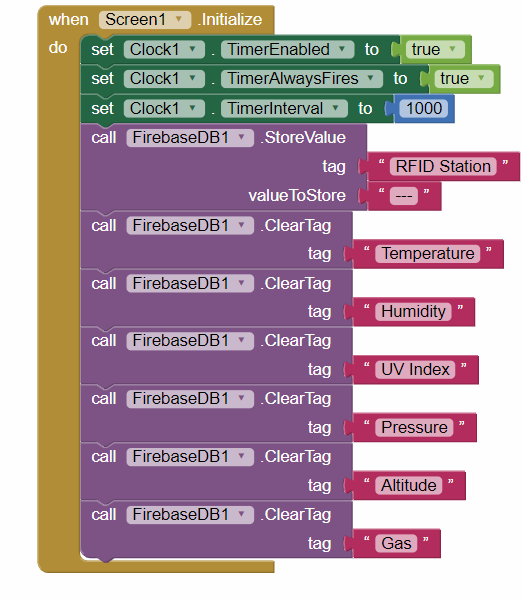 when Screen1 .Initialize
do set Clock1 . TimerEnabled to true
set Clock1 . TimerAlwaysFires to true
set Clock1 . TimerInterval to 1000
call FirebaseDB1 .StoreValue
tag “ RFID Station ”
valueToStore “ --- ”
call FirebaseDB1 .ClearTag
tag “ Temperature ”
call FirebaseDB1 .ClearTag
tag “ Humidity ”
call FirebaseDB1 .ClearTag
tag “ UV Index ”
call FirebaseDB1 .ClearTag
tag “ Pressure ”
call FirebaseDB1 .ClearTag
tag “ Altitude ”
call FirebaseDB1 .ClearTag
tag “ Gas ”